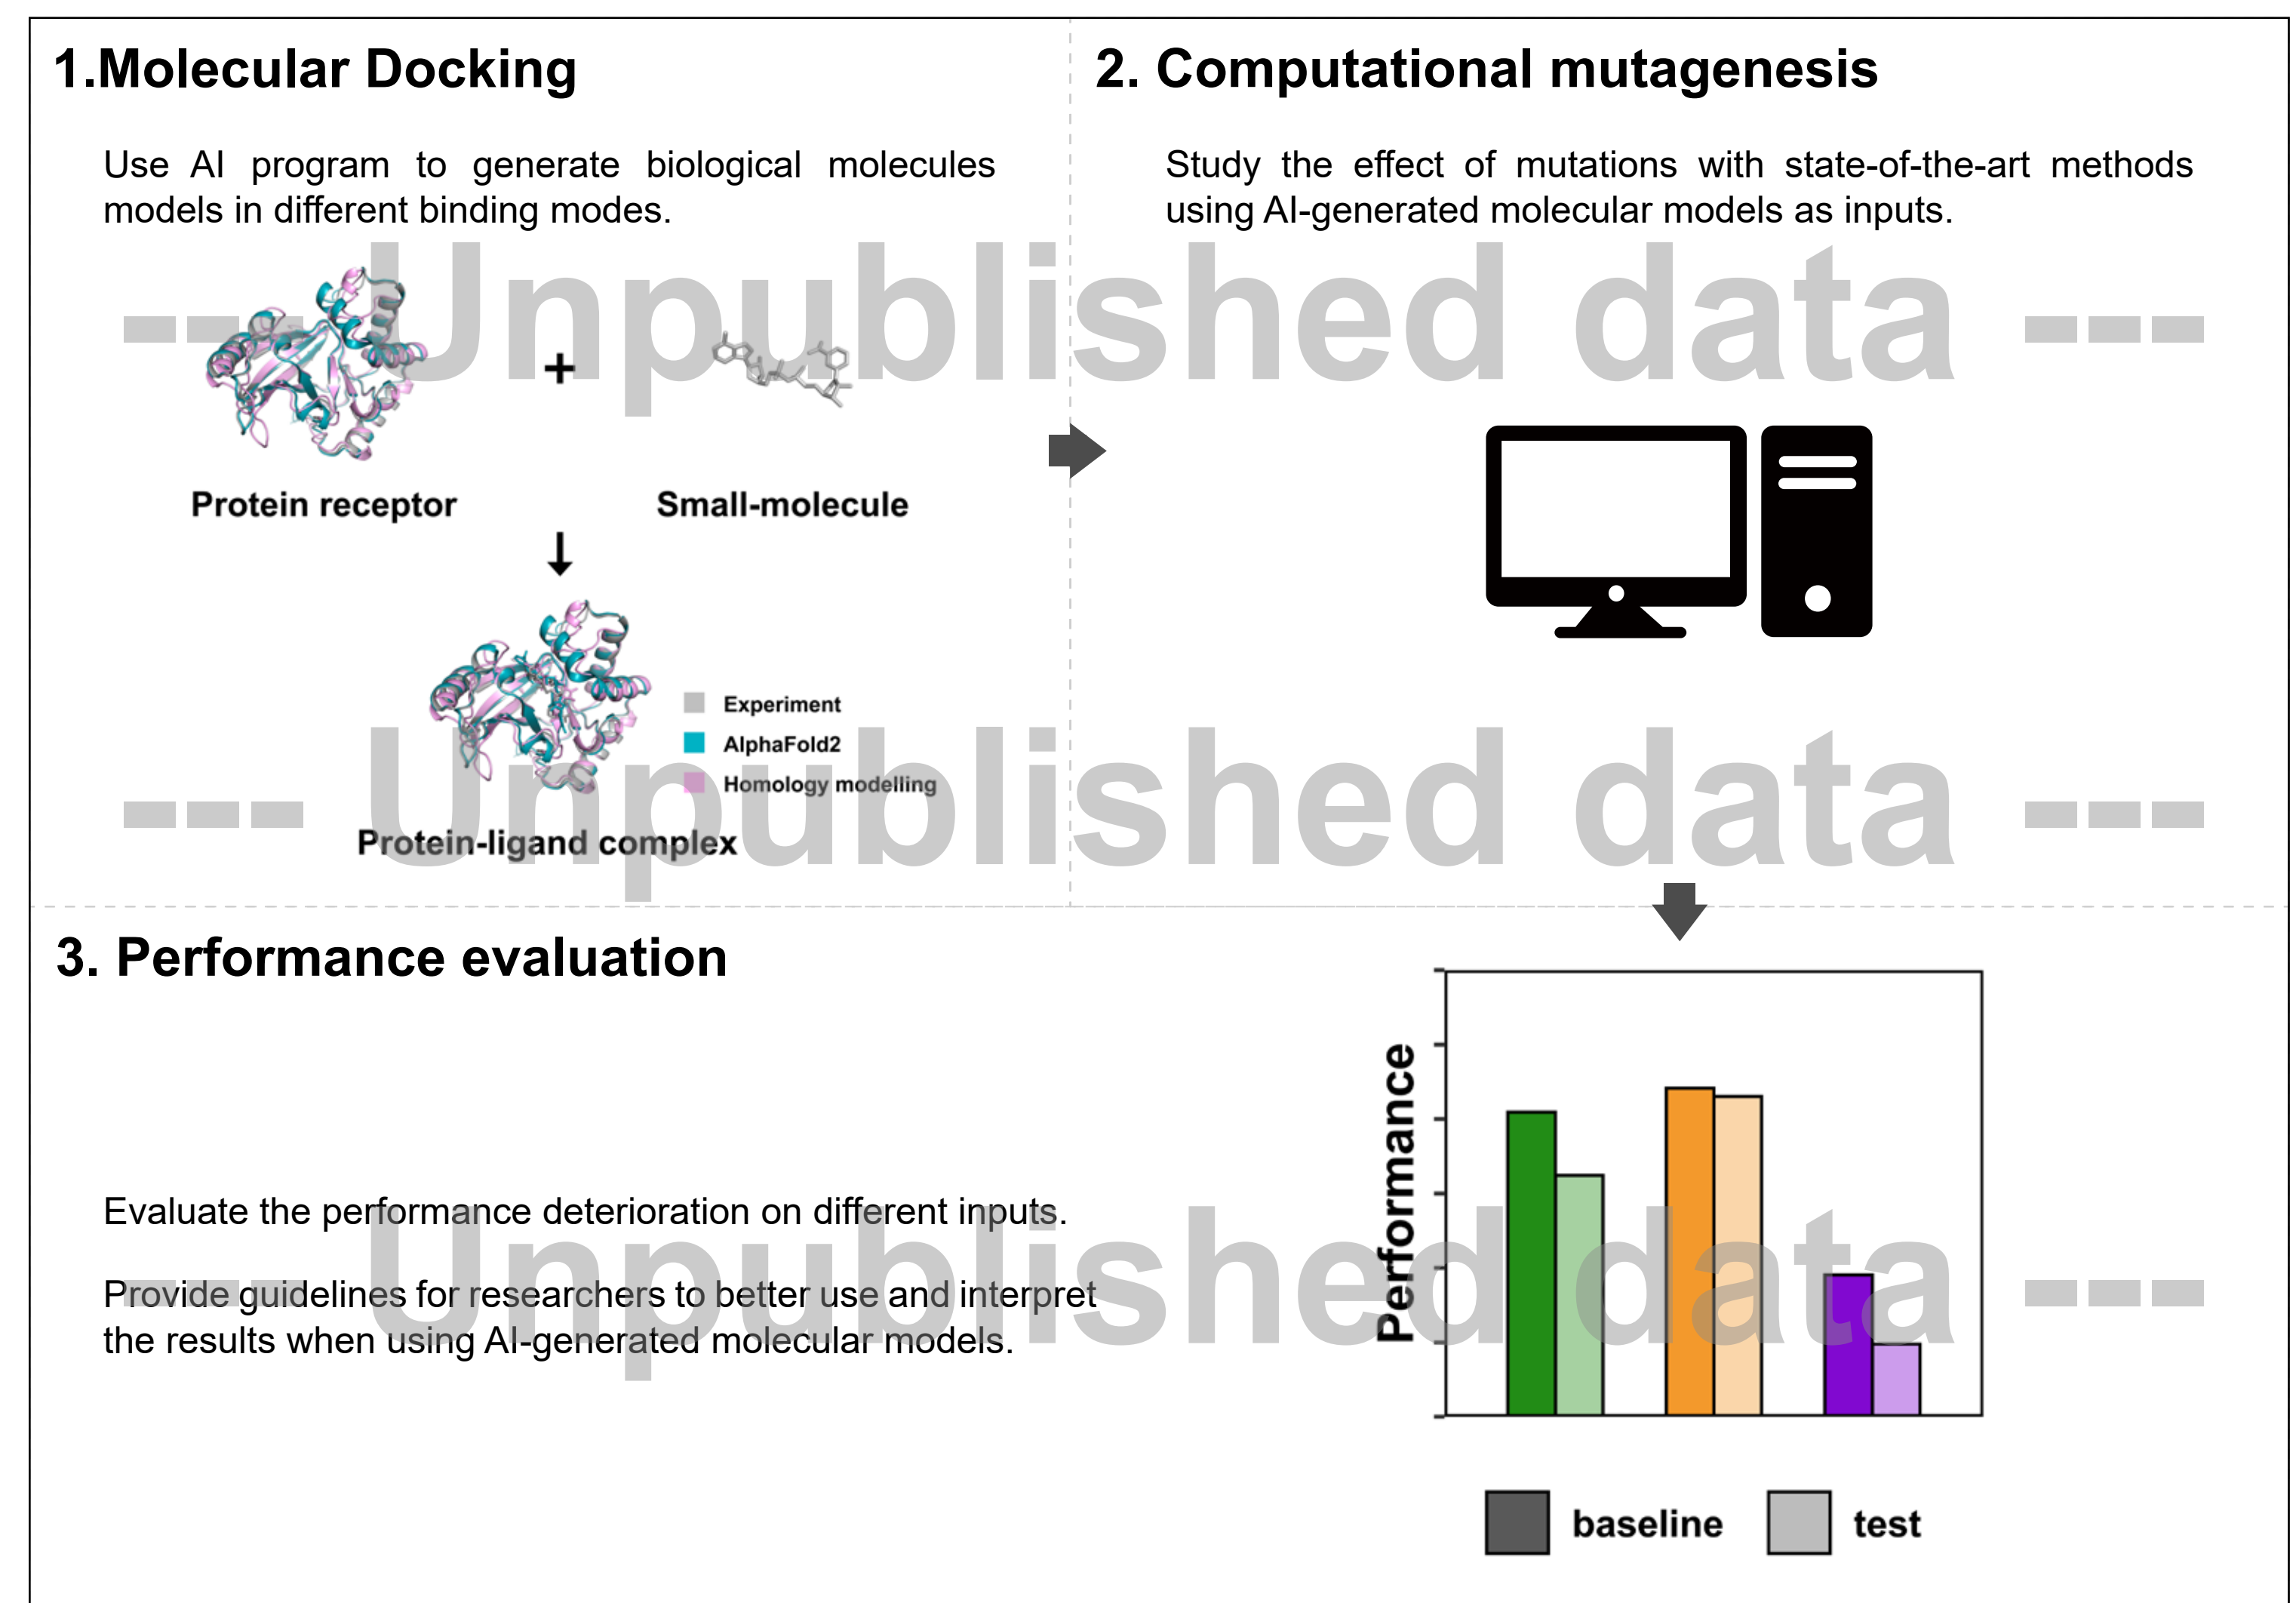 1.Molecular Docking
Use AI program to generate biological molecules
models in different binding modes.
+
Protein receptor
Small-molecule
Experiment
AlphaFold2
Homology modelling
Protein-ligand complex
2. Computational mutagenesis
Study the effect of mutations with state-of-the-art methods
using AI-generated molecular models as inputs.
--- Unpublished data ---
--- Unpublished data ---
3. Performance evaluation
Evaluate the performance deterioration on different inputs.
Provide guidelines for researchers to better use and interpret
the results when using AI-generated molecular models.
--- Unpublished data ---
Performance
baseline
test